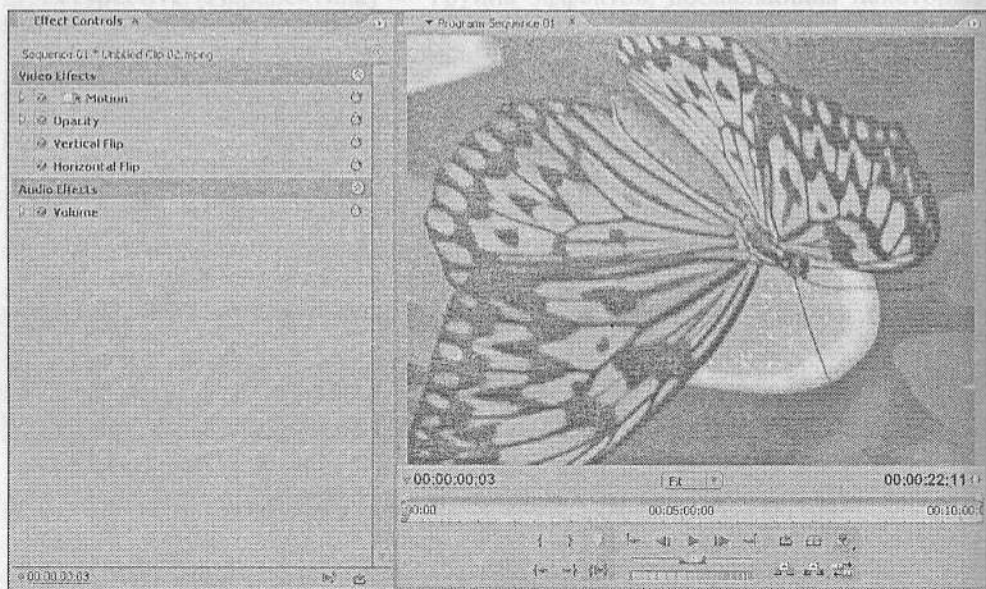 Effect Controls ×
Sequence 01 * Untitled Clip 02.mpeg
Video Effects
Motion
Opacity
Vertical Flip
Horizontal Flip
Audio Effects
Volume
00:00:00:03
Program: Sequence 01 ×
00:00:00:03
Fit
00:00:22:11
00:00
00:05:00:00
00:10:00:0